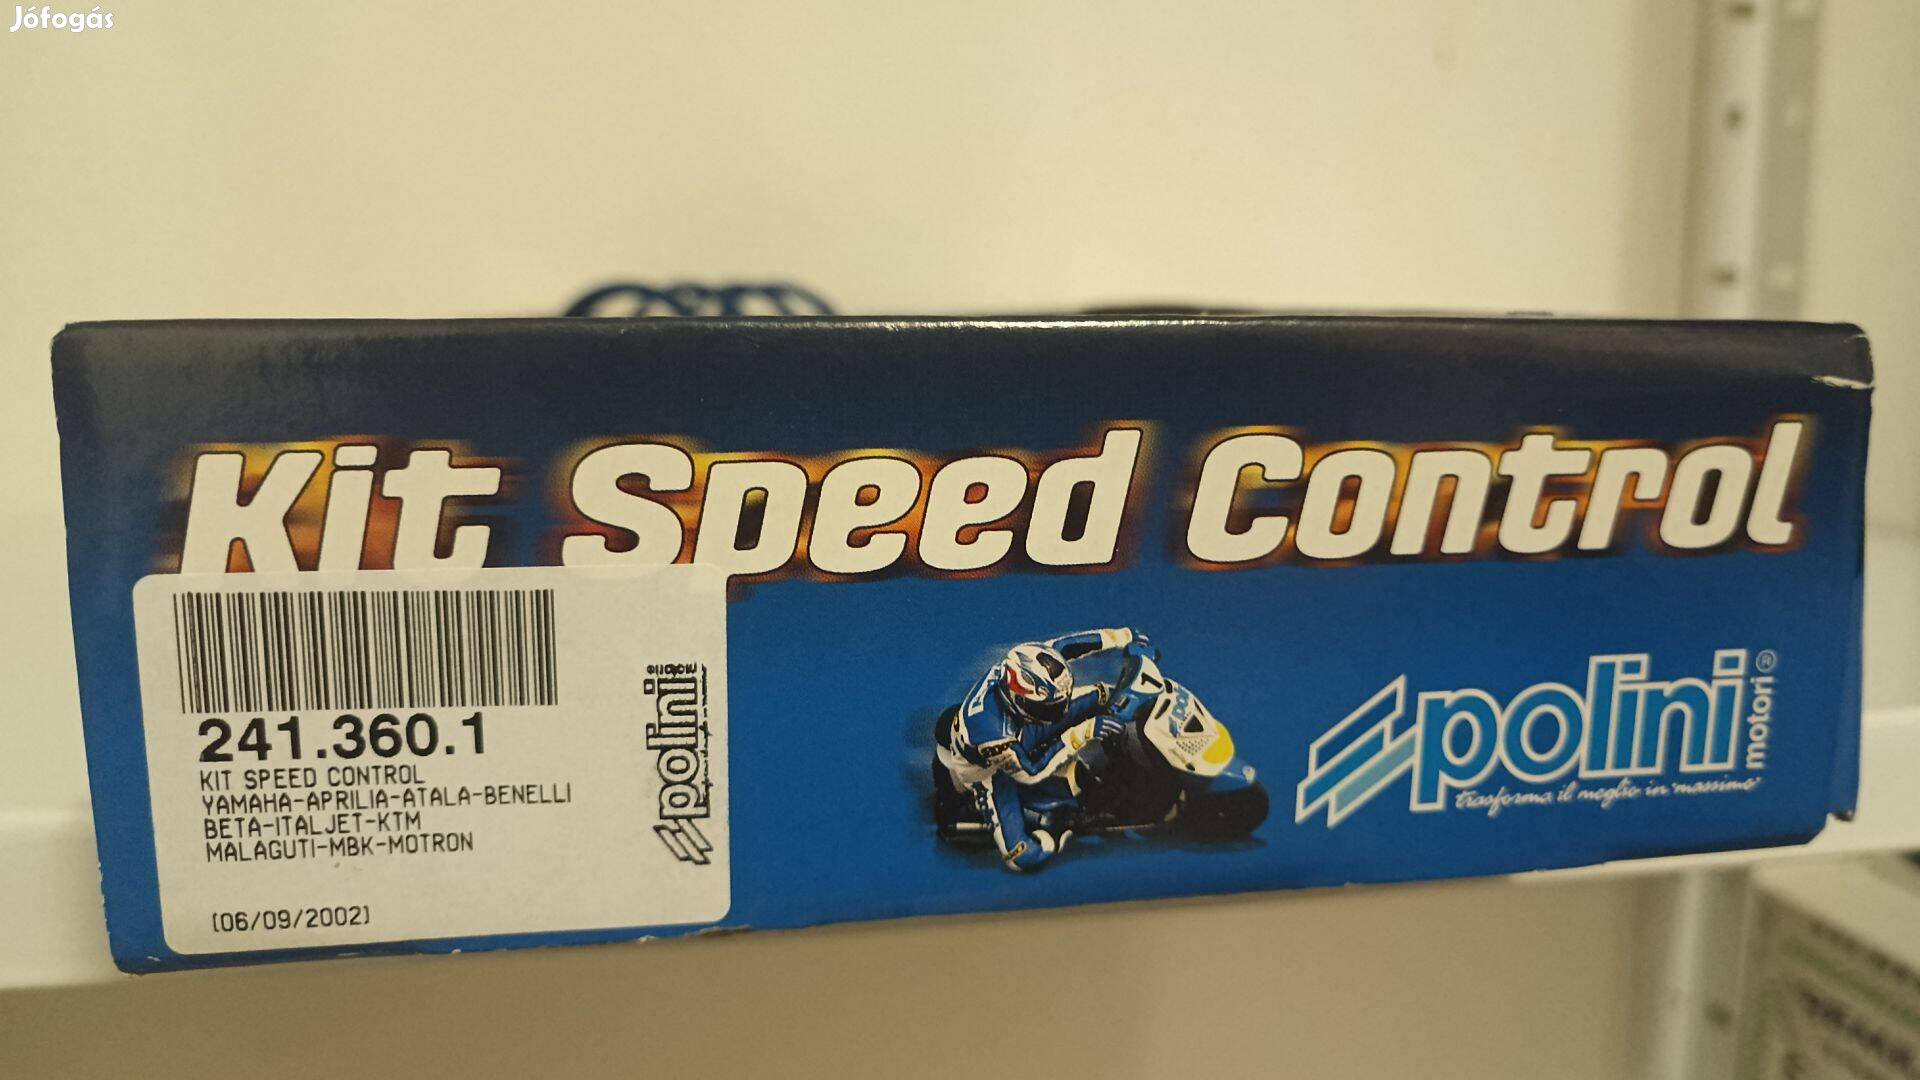 Jófogás
Kit Speed Control
241.360.1
KIT SPEED CONTROL
YAMAHA-APRILIA-ATALA-BENELLI
BETA-ITALJET-KTM
MALAGUTI-MBK-MOTRON
(06/09/2002)
polini
1
polini motori®
trasforma il meglio in massimo